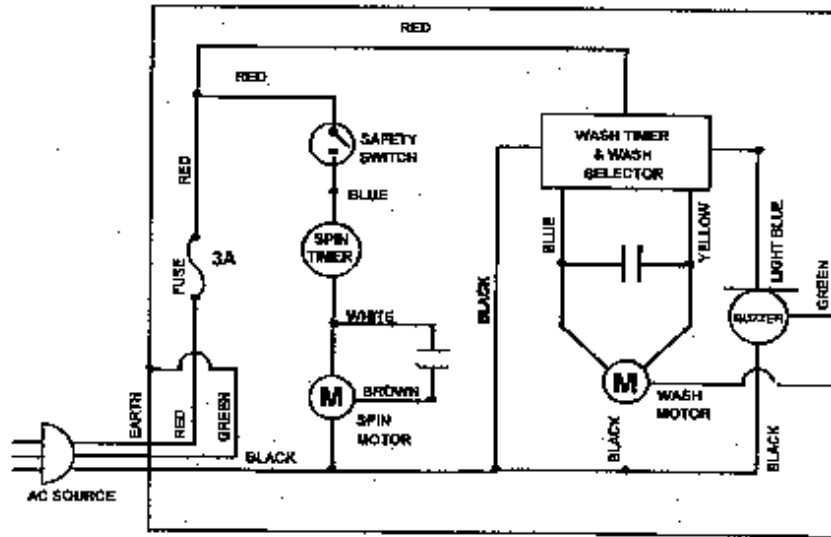 RED
RED
SAFETY
SWITCH
WASH TIMER
& WASH
SELECTOR
RED
BLUE
SPIN
TIMER
BLUE
YELLOW
LIGHT BLUE
GREEN
FUSE
3A
BLACK
WHITE
BUZZER
M
BROWN
SPIN
MOTOR
M
WASH
MOTOR
EARTH
RED
GREEN
BLACK
BLACK
BLACK
AC SOURCE